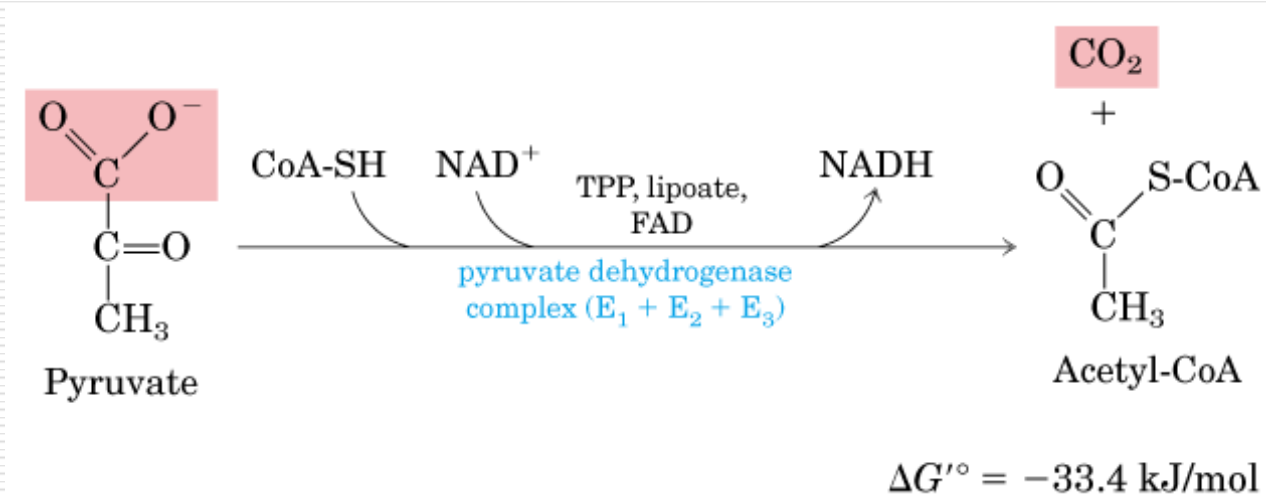 CO₂
+
O O⁻
C
C=O
CH₃
Pyruvate
CoA-SH NAD⁺
TPP, lipoate,
FAD
NADH
pyruvate dehydrogenase
complex (E₁ + E₂ + E₃)
O S-CoA
C
CH₃
Acetyl-CoA
ΔG′° = −33.4 kJ/mol